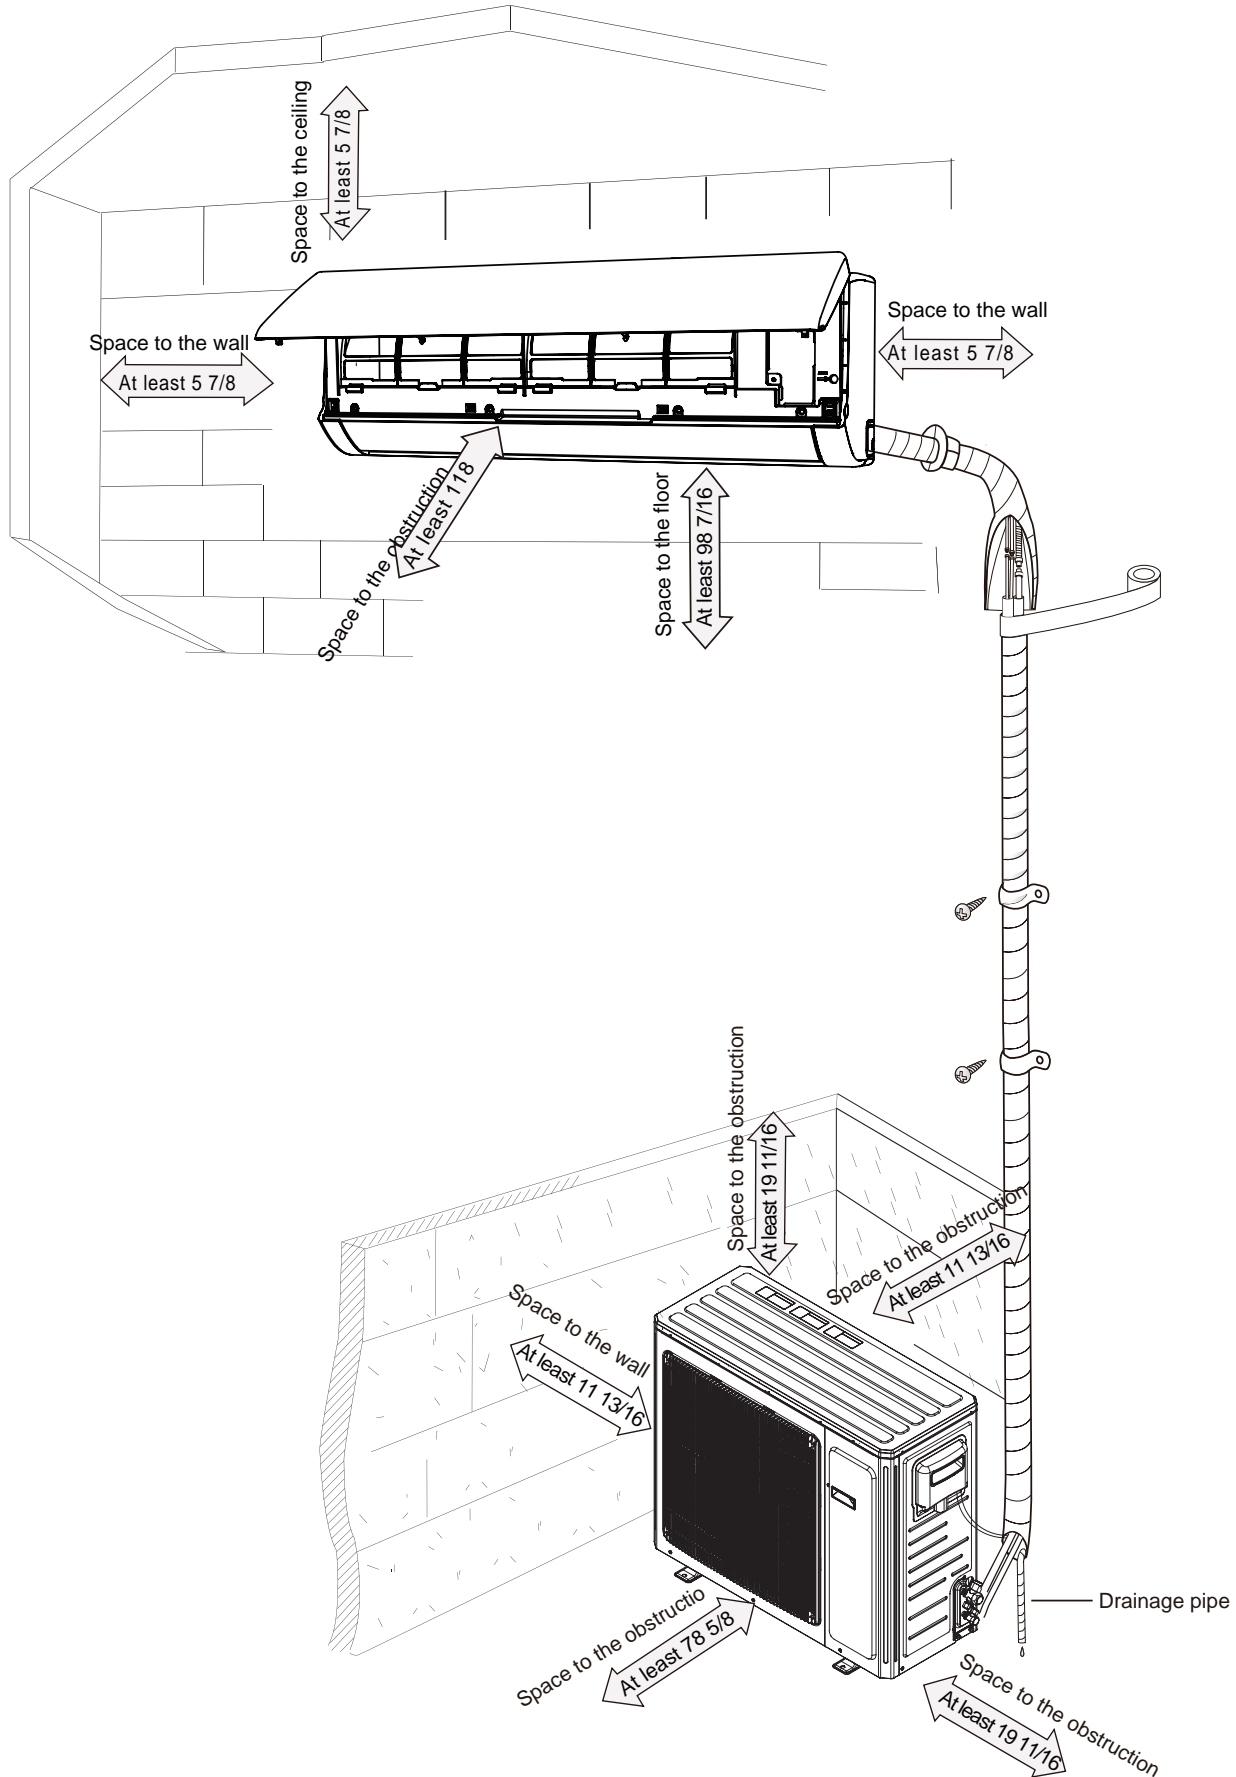 Space to the ceiling
At least 5 7/8
Space to the wall
At least 5 7/8
Space to the wall
At least 5 7/8
Space to the obstruction
At least 118
Space to the floor
At least 98 7/16
Space to the obstruction
At least 19 11/16
Space to the obstruction
At least 11 13/16
Space to the wall
At least 11 13/16
Space to the obstructio
At least 78 5/8
Drainage pipe
Space to the obstruction
At least 19 11/16